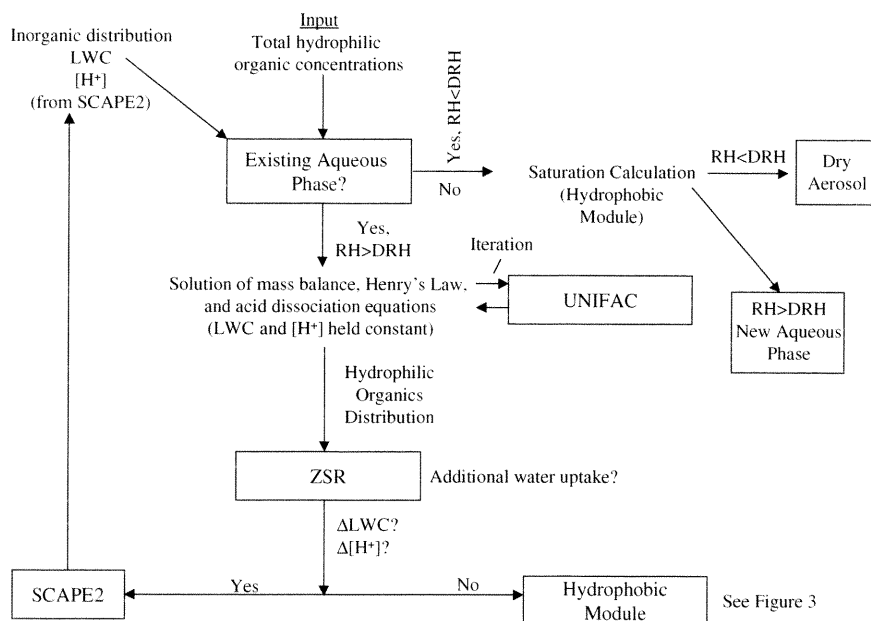 Input
Total hydrophilic
organic concentrations
Inorganic distribution
LWC
[H+]
(from SCAPE2)
Existing Aqueous
Phase?
Yes, RH<DRH
No
Saturation Calculation
(Hydrophobic
Module)
RH<DRH
Dry
Aerosol
RH>DRH
New Aqueous
Phase
Yes,
RH>DRH
Iteration
Solution of mass balance, Henry's Law,
and acid dissociation equations
(LWC and [H+] held constant)
UNIFAC
Hydrophilic
Organics
Distribution
ZSR
Additional water uptake?
ΔLWC?
Δ[H+]?
Yes
No
SCAPE2
Hydrophobic
Module
See Figure 3